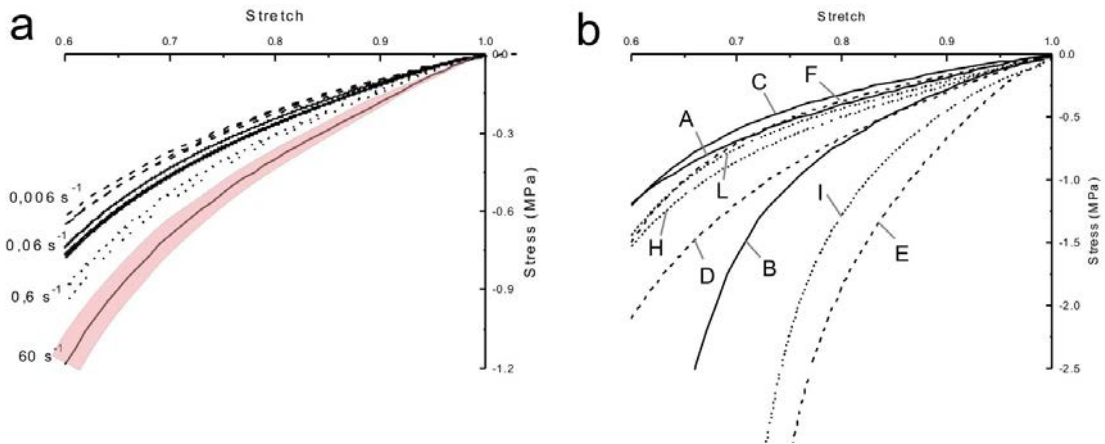 a
Stretch
0.6 0.7 0.8 0.9 1.0
0.0
-0.3
-0.6
-0.9
-1.2
Stress (MPa)
0,006 s-1
0.06 s-1
0,6 s-1
60 s-1
b
Stretch
0.6 0.7 0.8 0.9 1.0
0.0
-0.5
-1.0
-1.5
-2.0
-2.5
Stress (MPa)
F
C
A
L
H
I
D
B
E